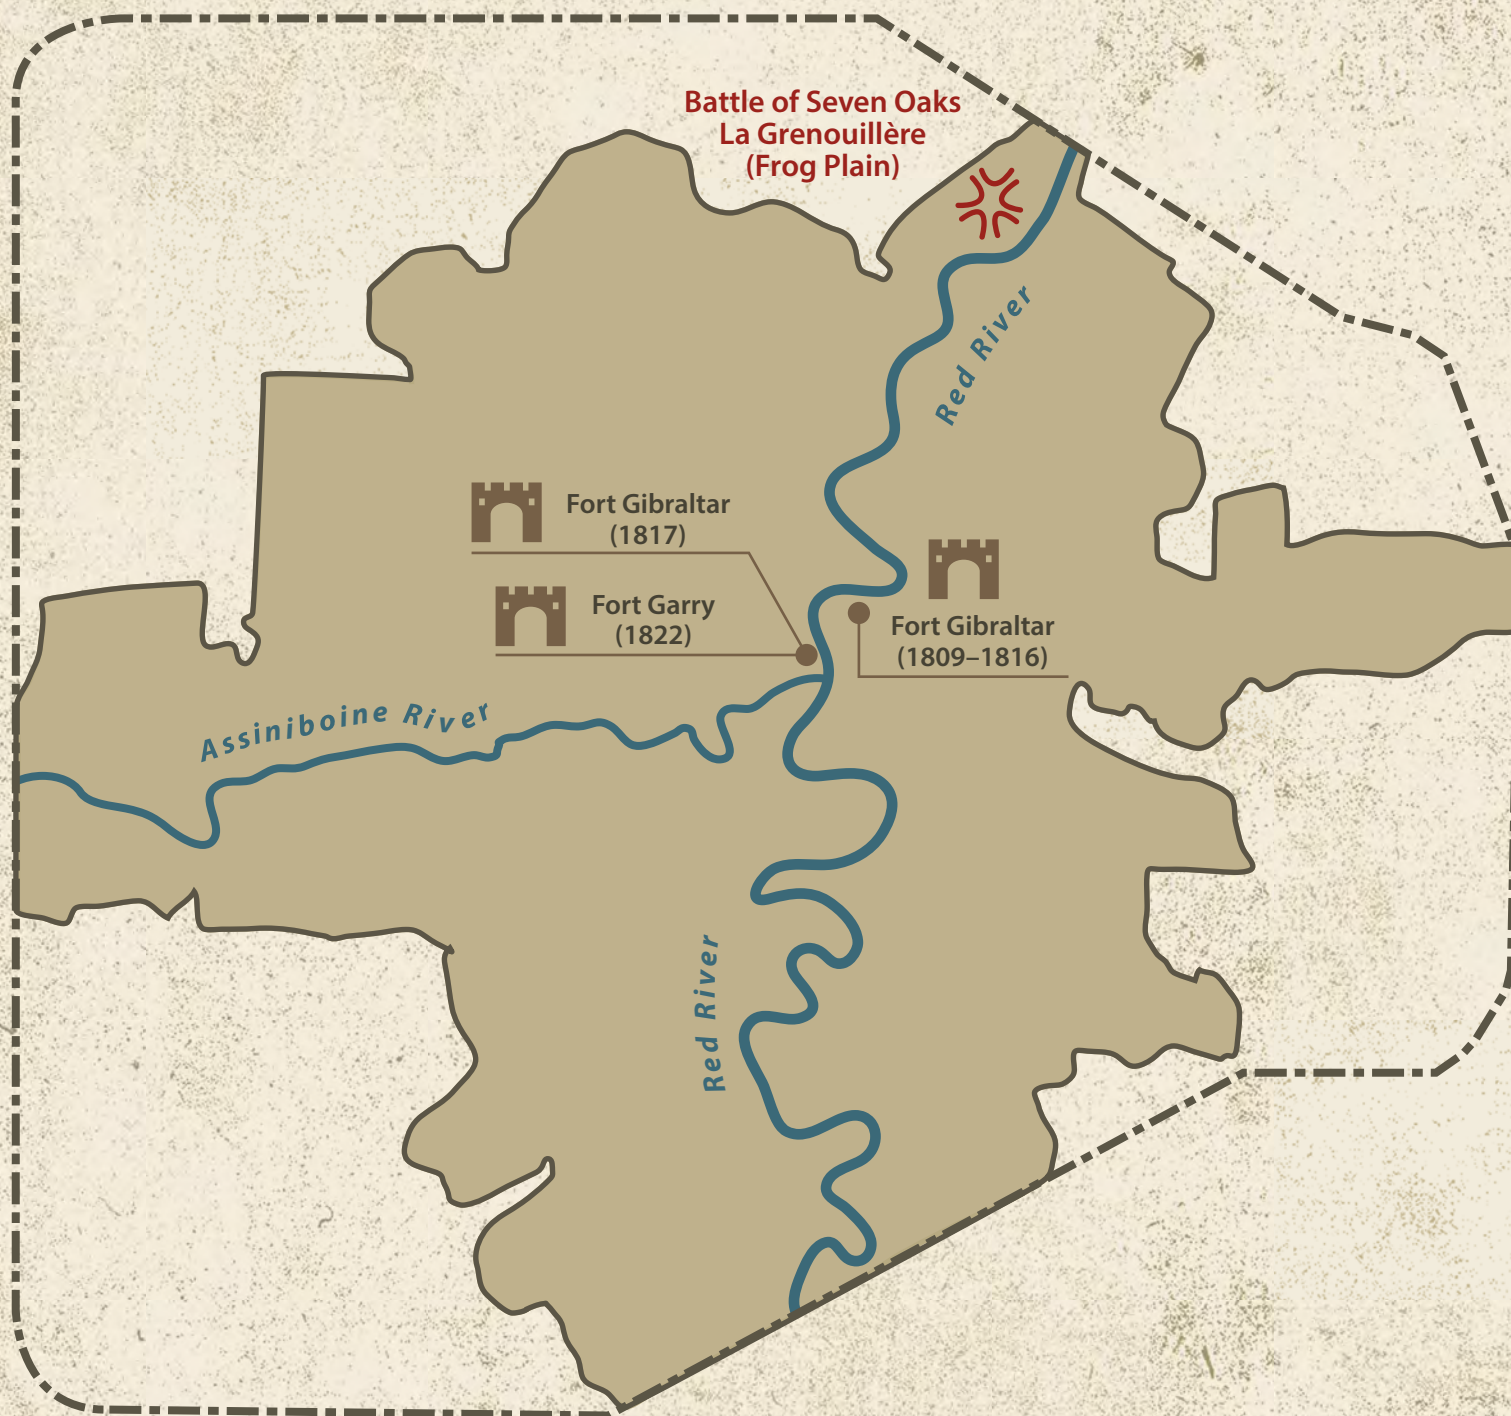 Battle of Seven Oaks
La Grenouillère
(Frog Plain)
Red River
Fort Gibraltar
(1817)
Fort Garry
(1822)
Fort Gibraltar
(1809–1816)
Assiniboine River
Red River